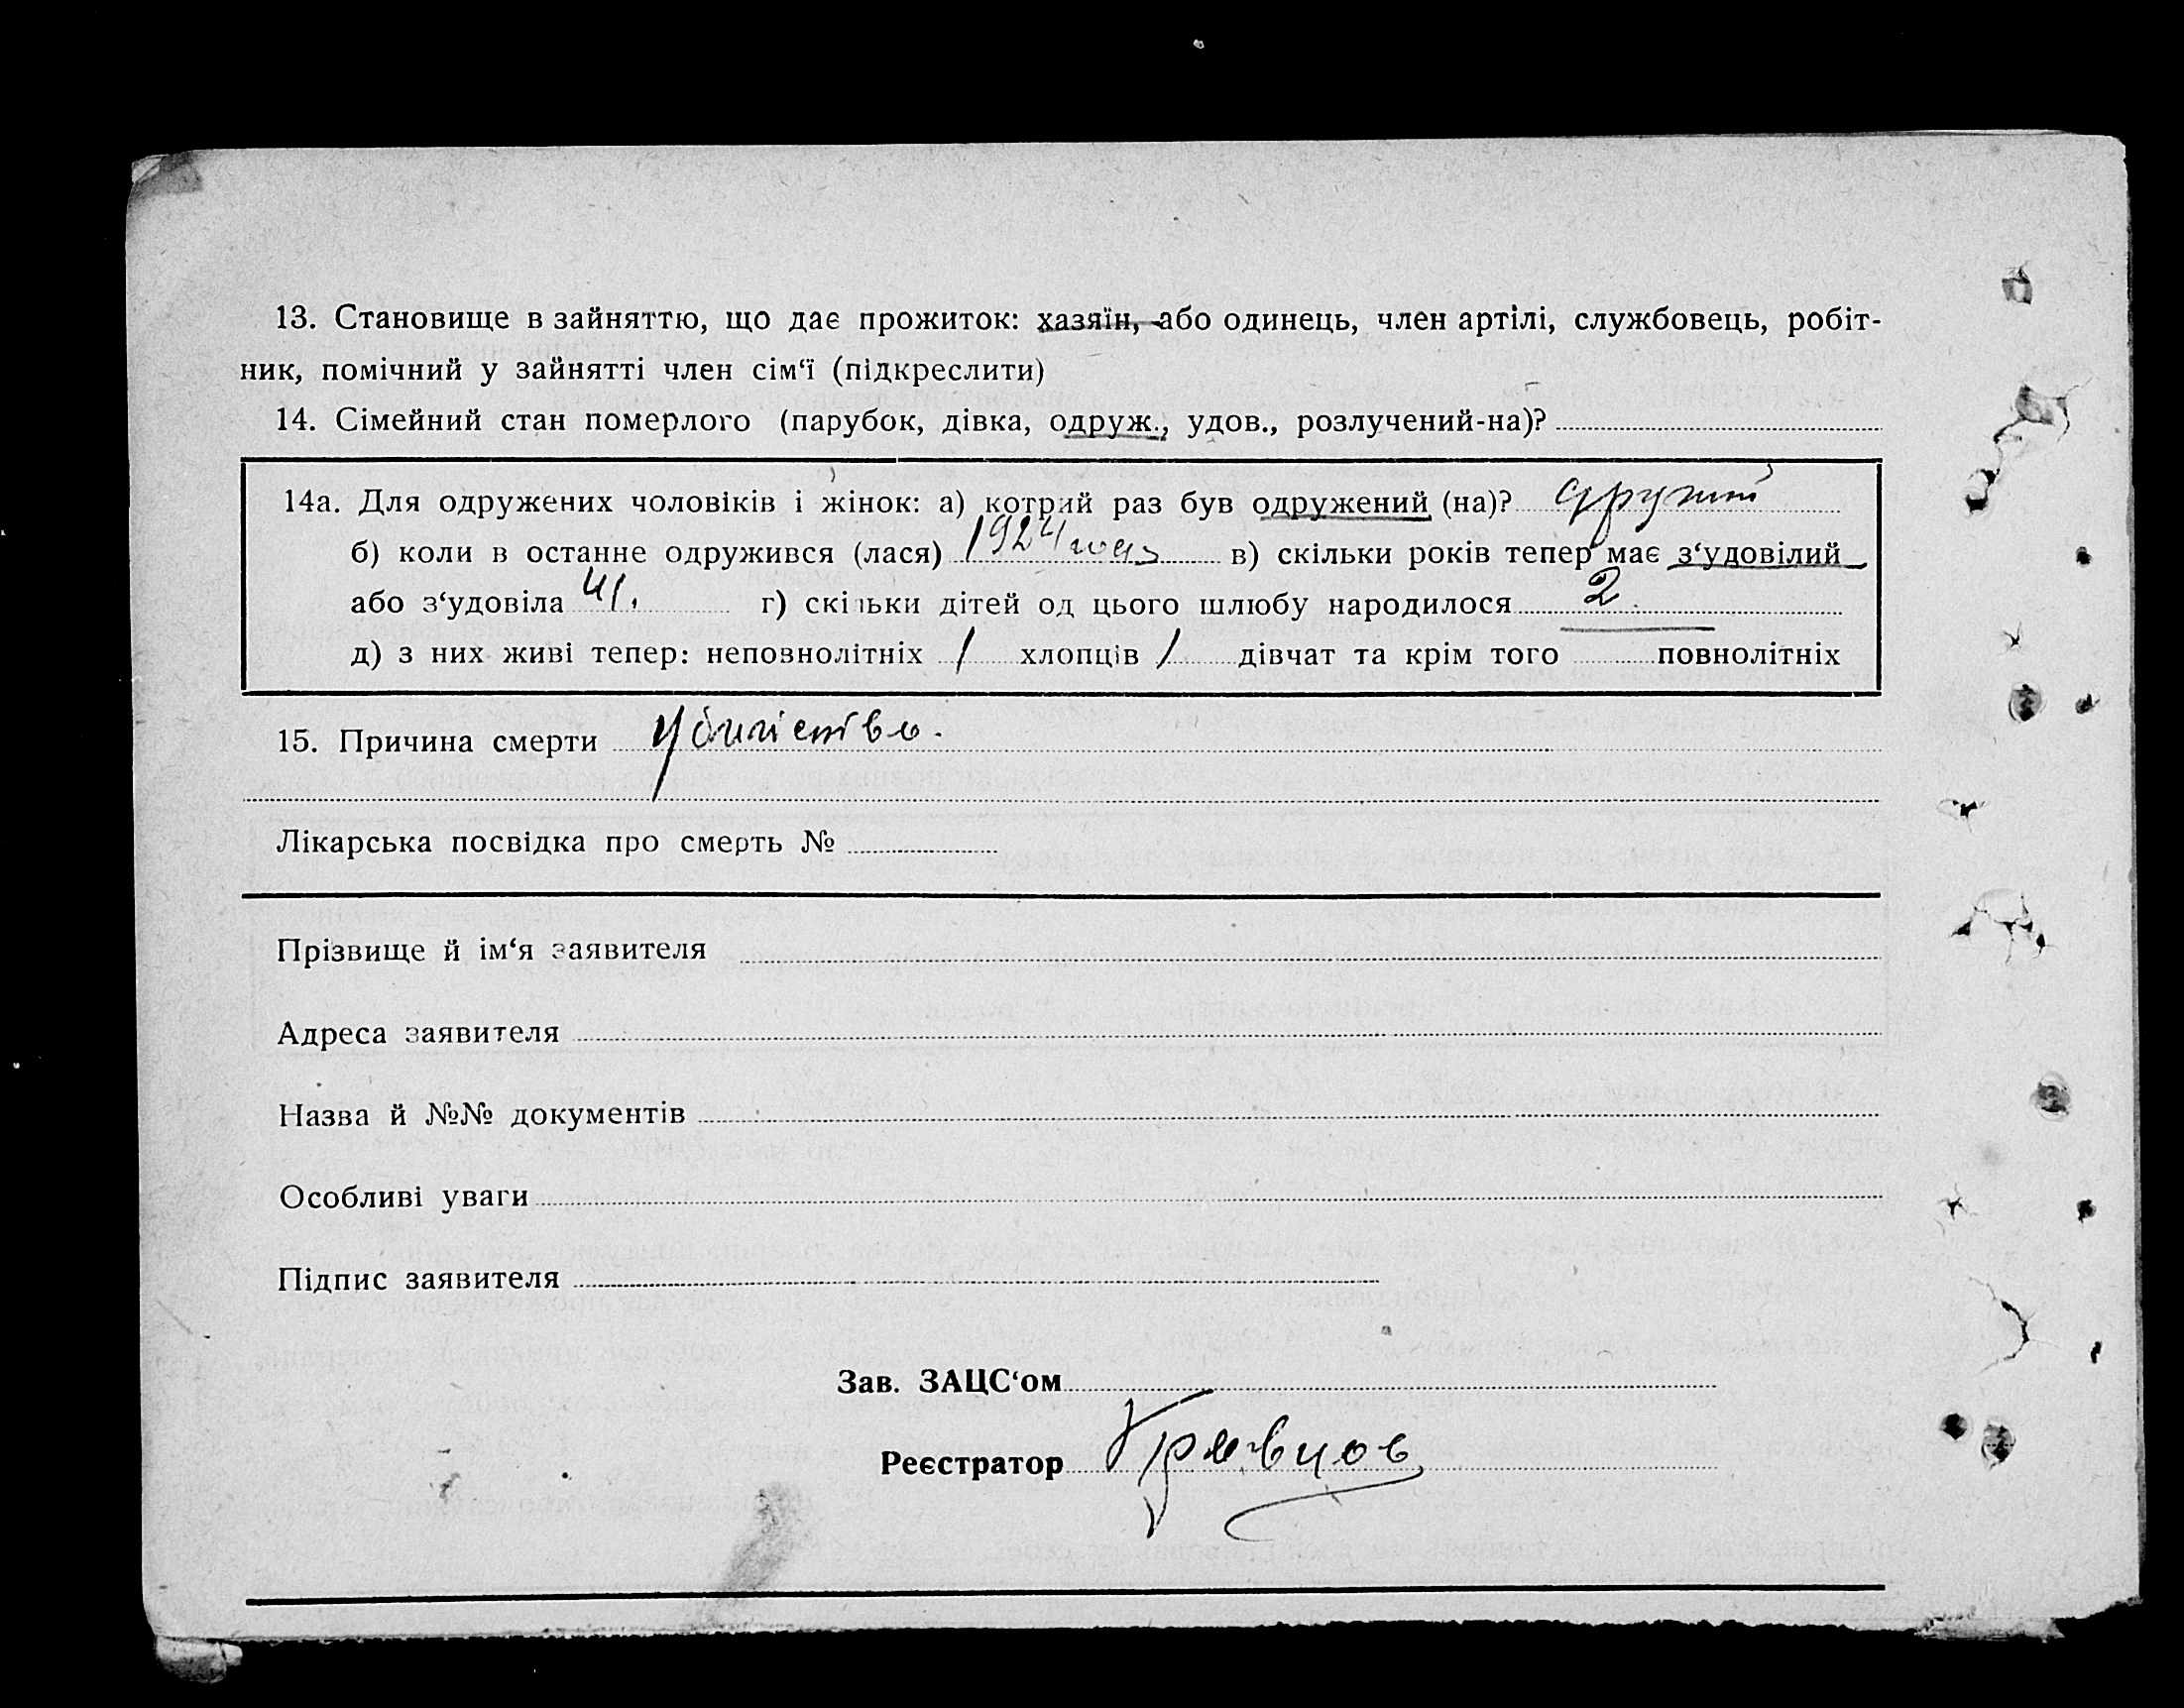 13. Становище в зайняттю, що дає прожиток: хазяїн, або одинець, член артілі, службовець, робіт-
ник, помічний у зайнятті член сім‘ї (підкреслити)
14. Сімейний стан померлого (парубок, дівка, одруж., удов., розлучений-на)?
14а. Для одружених чоловіків і жінок: а) котрий раз був одружений (на)? другий
б) коли в останне одружився (лася) 1924 года в) скільки років тепер має з‘удовілий
або з‘удовіла 41. г) скільки дітей од цього шлюбу народилося 2.
д) з них живі тепер: неповнолітніх / хлопців / дівчат та крім того повнолітніх
15. Причина смерти Убийство.
Лікарська посвідка про смерть №
Прізвище й ім‘я заявителя
Адреса заявителя
Назва й №№ документів
Особливі уваги
Підпис заявителя
Зав. ЗАЦС‘ом
Реєстратор Кравцов